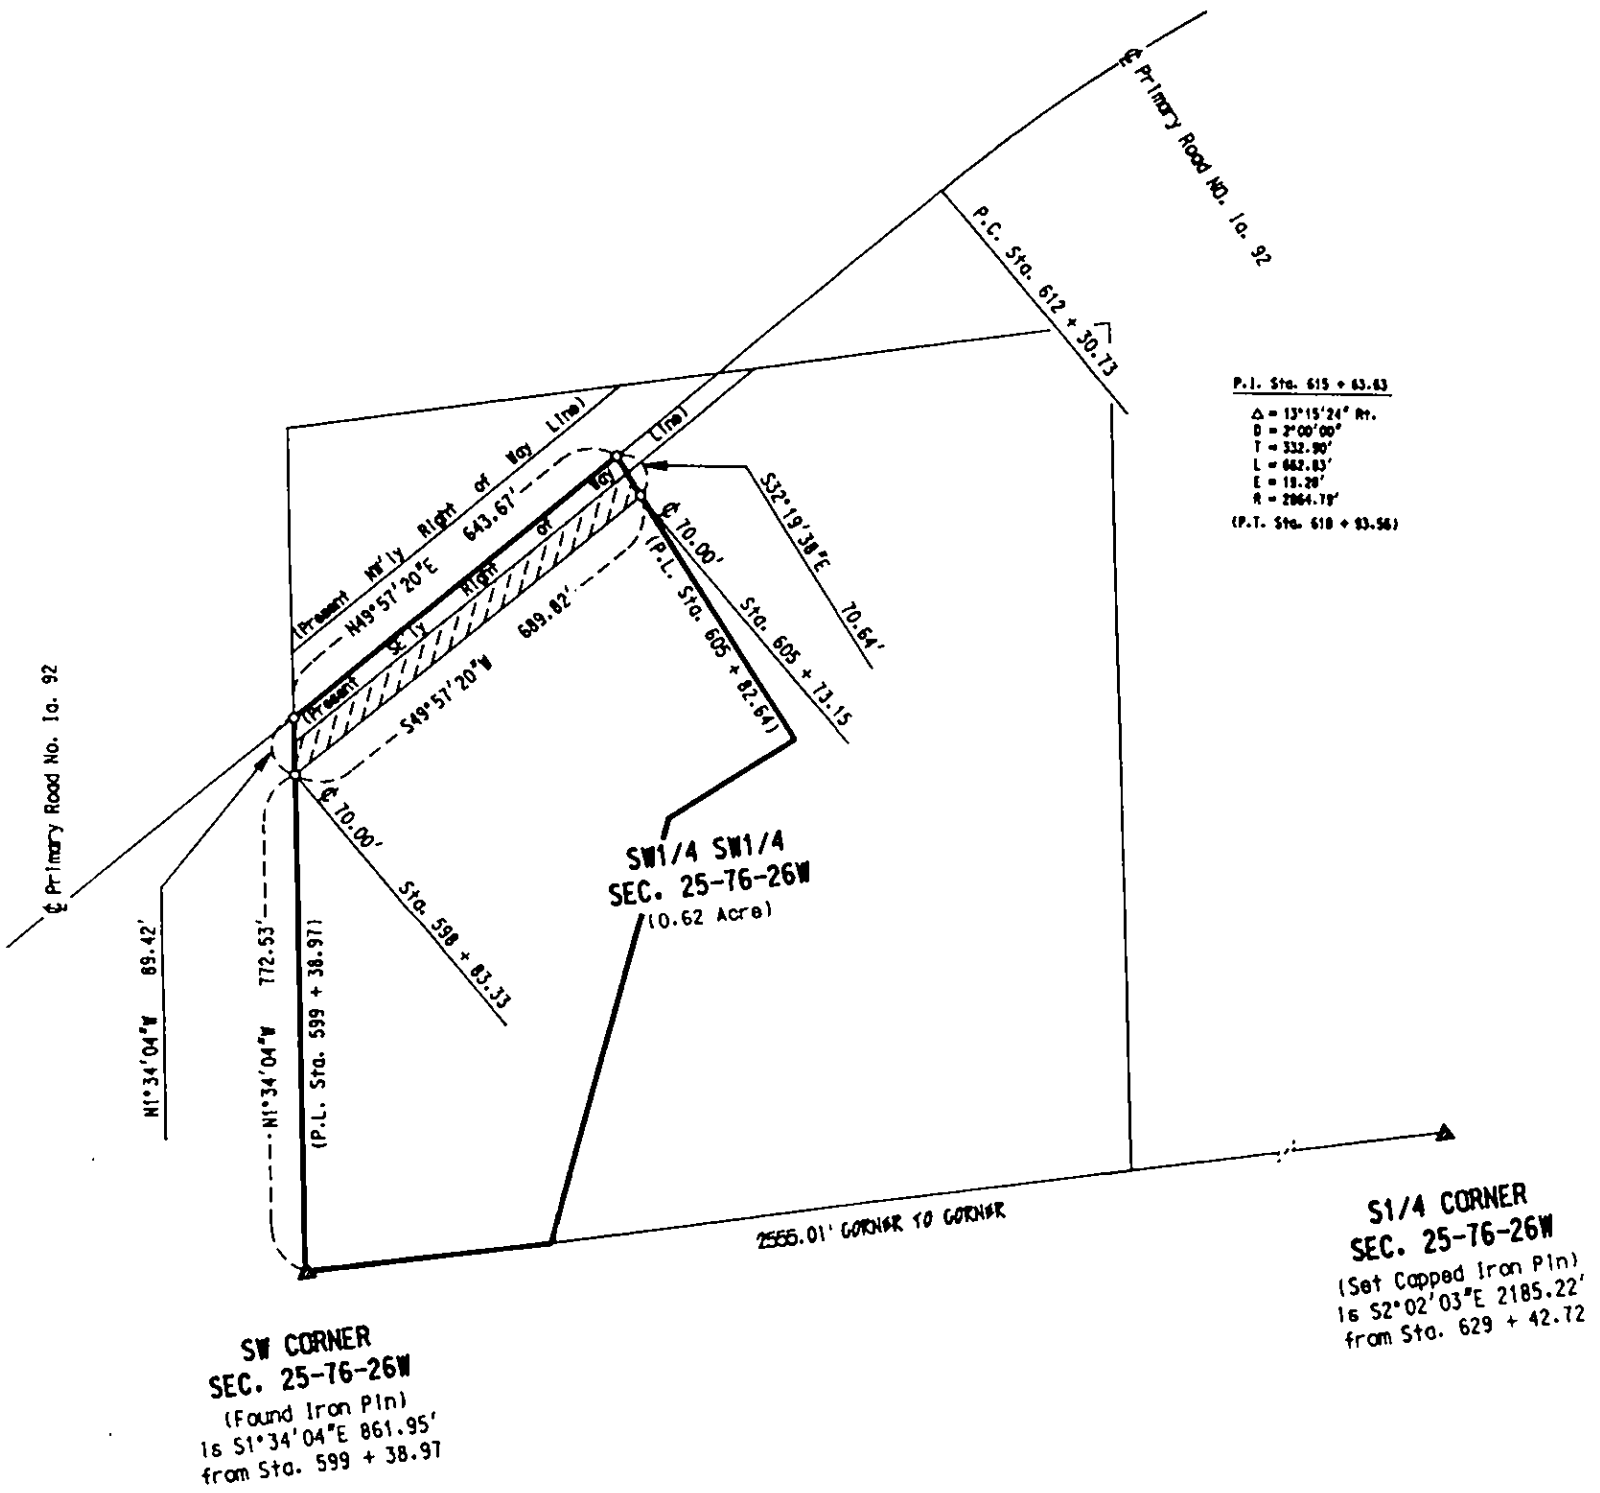 ℄ Primary Road NO. Ia. 92
P.C. Sta. 612 + 30.73
P.I. Sta. 615 + 63.63
Δ = 13°15'24" Rt.
D = 2°00'00"
T = 332.90'
L = 662.83'
E = 19.28'
R = 2864.79'
(P.T. Sta. 618 + 93.56)
(Present NW'ly Right of Way Line)
N49°57'20"E 643.67'
(Present SE'ly Right of Way Line)
S49°57'20"W 689.82'
S32°19'38"E 70.64'
℄ 70.00' Sta. 605 + 73.15
(P.L. Sta. 605 + 82.64)
℄ Primary Road No. Ia. 92
℄ 70.00' Sta. 598 + 83.33
N1°34'04"W 89.42'
N1°34'04"W 772.53'
(P.L. Sta. 599 + 38.97)
SW1/4 SW1/4
SEC. 25-76-26W
(0.62 Acre)
2555.01' CORNER TO CORNER
S1/4 CORNER
SEC. 25-76-26W
(Set Capped Iron Pin)
Is S2°02'03"E 2185.22'
from Sta. 629 + 42.72
SW CORNER
SEC. 25-76-26W
(Found Iron Pin)
Is S1°34'04"E 861.95'
from Sta. 599 + 38.97